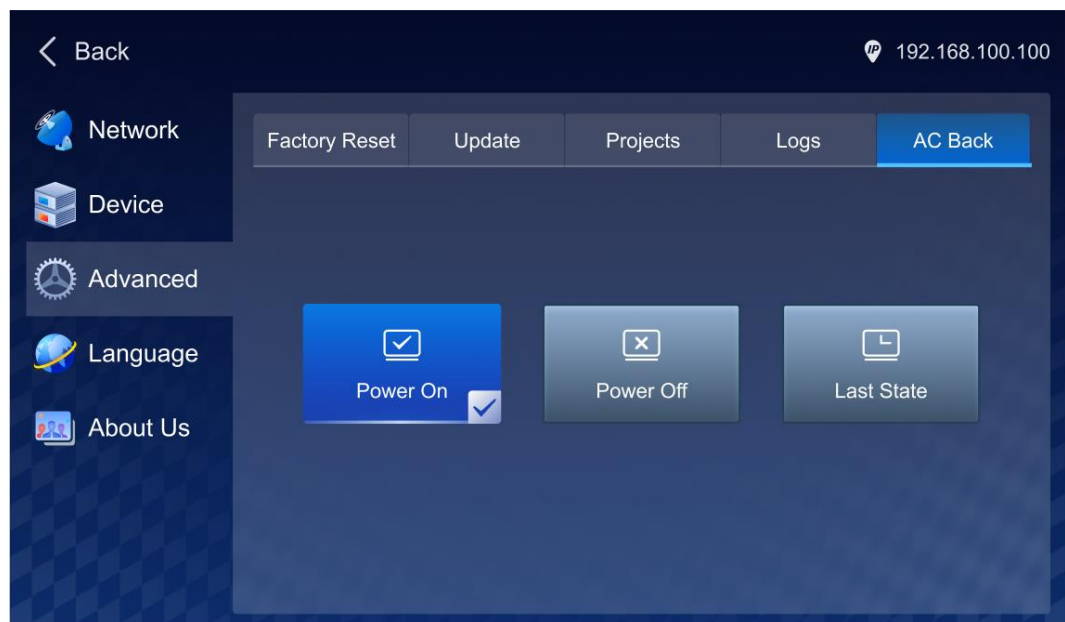 Back
IP 192.168.100.100
Network
Device
Advanced
Language
About Us
Factory Reset Update Projects Logs AC Back
Power On Power Off Last State